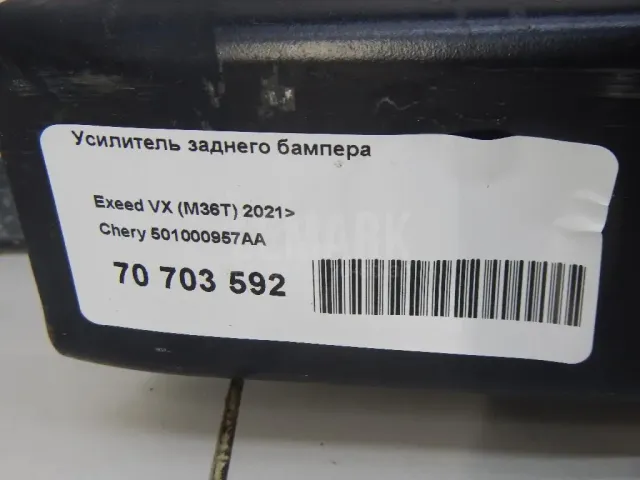 Усилитель заднего бампера
Exeed VX (M36T) 2021>
Chery 501000957AA
70 703 592